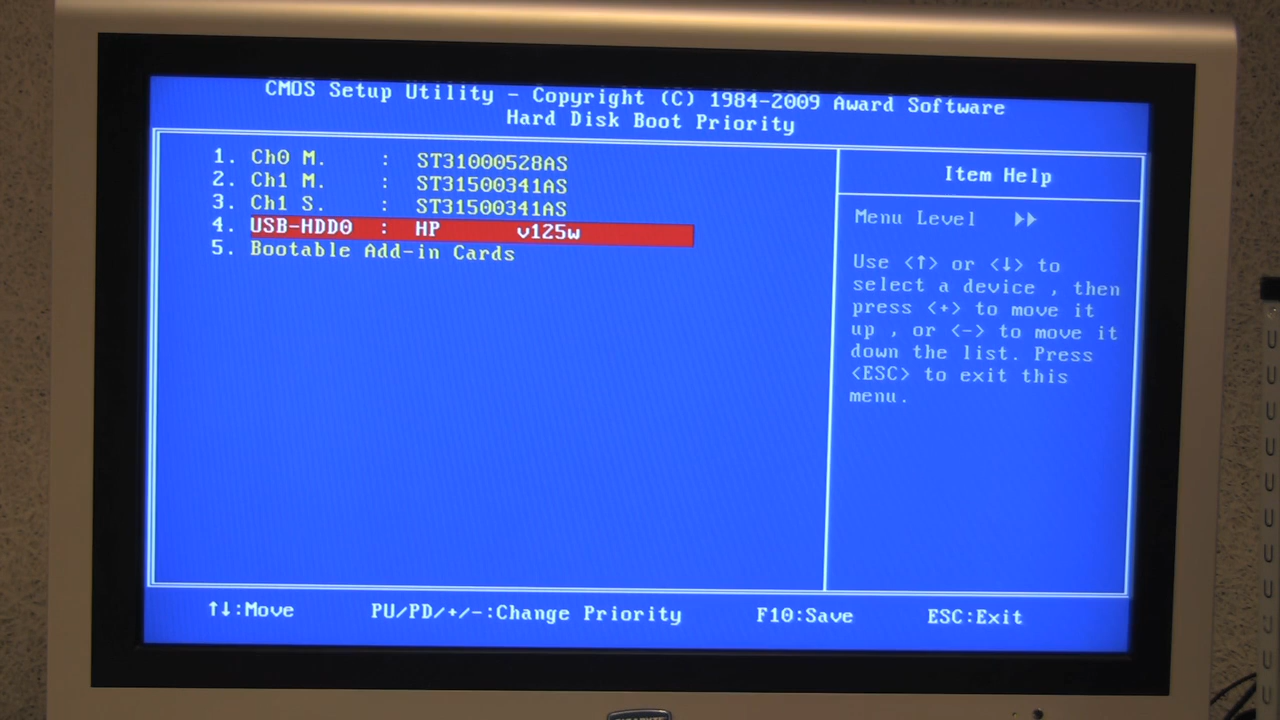 CMOS Setup Utility - Copyright (C) 1984-2009 Award Software
Hard Disk Boot Priority
1. Ch0 M. : ST31000528AS
2. Ch1 M. : ST31500341AS
3. Ch1 S. : ST31500341AS
4. USB-HDD0 : HP v125w
5. Bootable Add-in Cards
Item Help
Menu Level ▶▶
Use <↑> or <↓> to
select a device , then
press <+> to move it
up , or <-> to move it
down the list. Press
<ESC> to exit this
menu.
↑↓:Move PU/PD/+/-:Change Priority F10:Save ESC:Exit